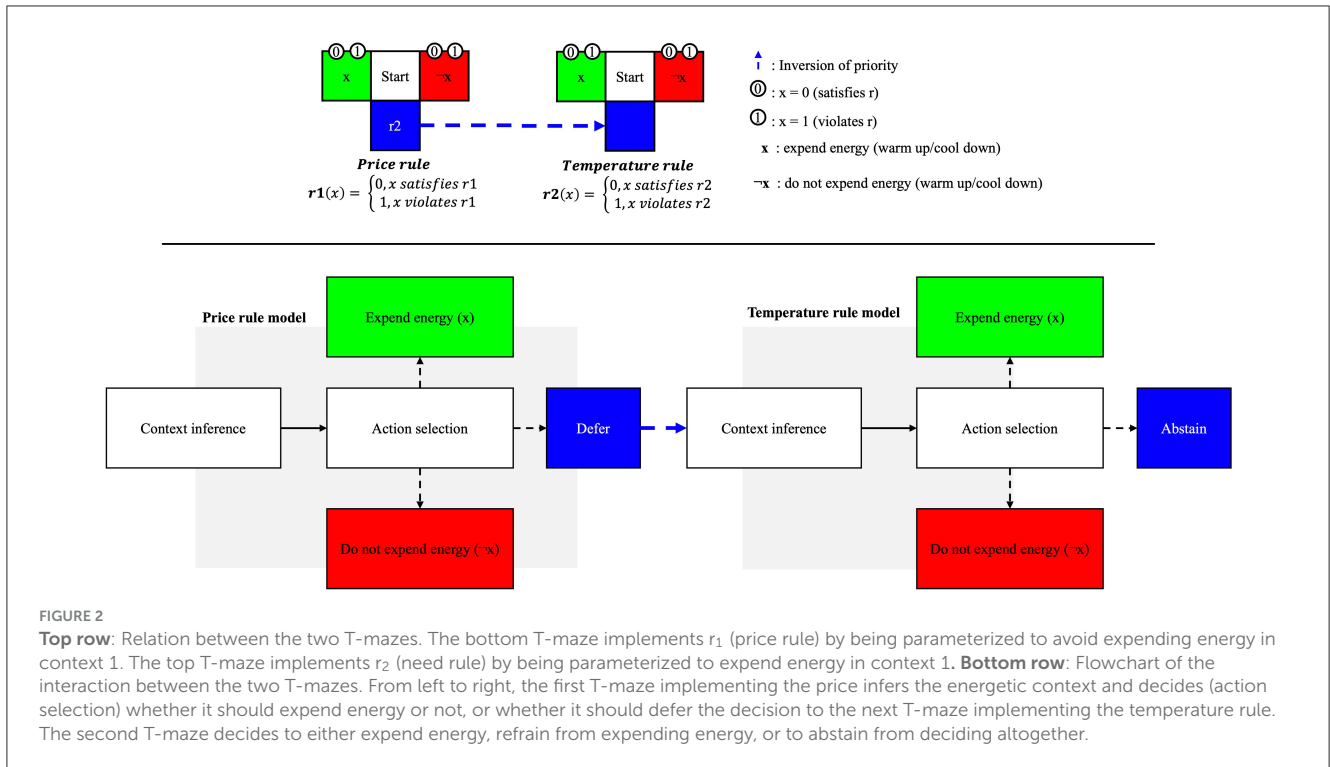 0 1 0 1 0 1 0 1
x Start ¬x x Start ¬x
r2
Price rule
r1(x) = {0, x satisfies r1
1, x violates r1
Temperature rule
r2(x) = {0, x satisfies r2
1, x violates r2
: Inversion of priority
0 : x = 0 (satisfies r)
1 : x = 1 (violates r)
x : expend energy (warm up/cool down)
¬x : do not expend energy (warm up/cool down)
Price rule model
Expend energy (x)
Context inference
Action selection
Defer
Do not expend energy (¬x)
Temperature rule model
Expend energy (x)
Context inference
Action selection
Abstain
Do not expend energy (¬x)
FIGURE 2
Top row: Relation between the two T-mazes. The bottom T-maze implements r₁ (price rule) by being parameterized to avoid expending energy in
context 1. The top T-maze implements r₂ (need rule) by being parameterized to expend energy in context 1. Bottom row: Flowchart of the
interaction between the two T-mazes. From left to right, the first T-maze implementing the price infers the energetic context and decides (action
selection) whether it should expend energy or not, or whether it should defer the decision to the next T-maze implementing the temperature rule.
The second T-maze decides to either expend energy, refrain from expending energy, or to abstain from deciding altogether.